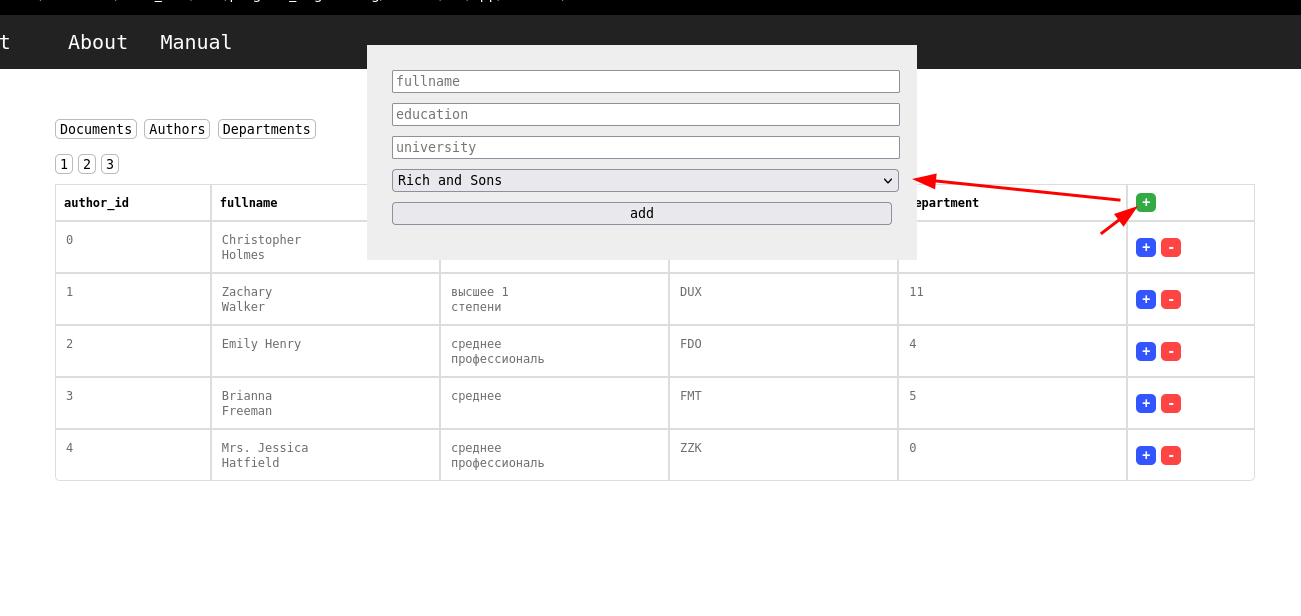 t About Manual
fullname
education
university
Rich and Sons
add
Documents Authors Departments
1 2 3
author_id fullname epartment +
0 Christopher Holmes + -
1 Zachary Walker высшее 1 степени DUX 11 + -
2 Emily Henry среднее профессиональ FDO 4 + -
3 Brianna Freeman среднее FMT 5 + -
4 Mrs. Jessica Hatfield среднее профессиональ ZZK 0 + -